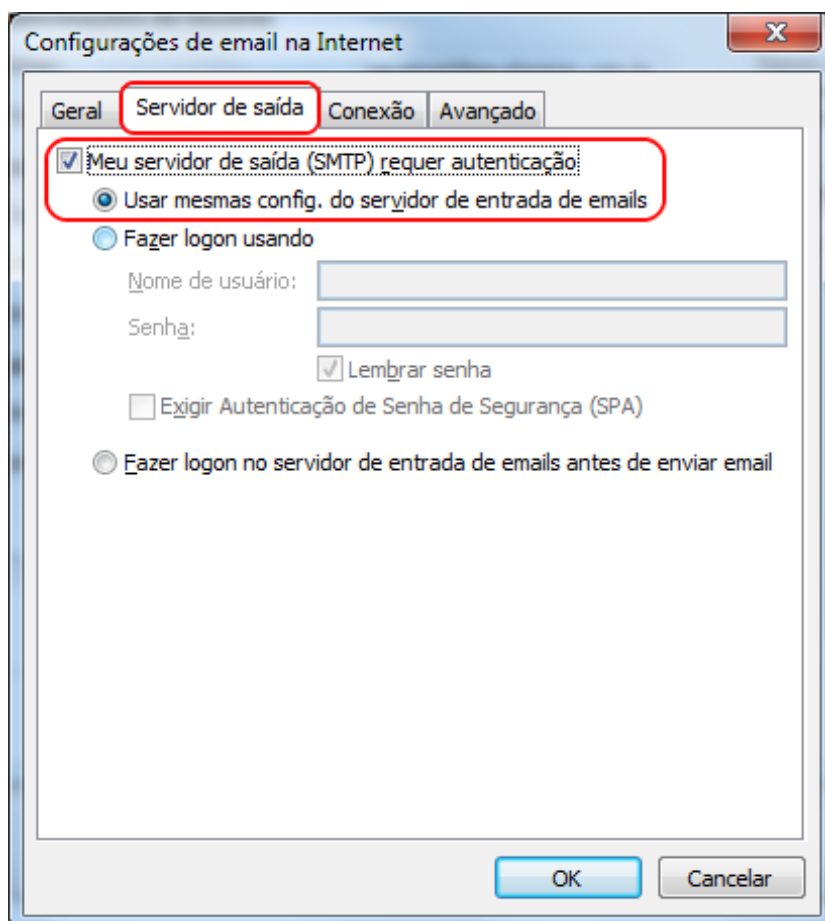 Configurações de email na Internet
Geral Servidor de saída Conexão Avançado
Meu servidor de saída (SMTP) requer autenticação
Usar mesmas config. do servidor de entrada de emails
Fazer logon usando
Nome de usuário:
Senha:
Lembrar senha
Exigir Autenticação de Senha de Segurança (SPA)
Fazer logon no servidor de entrada de emails antes de enviar email
OK Cancelar